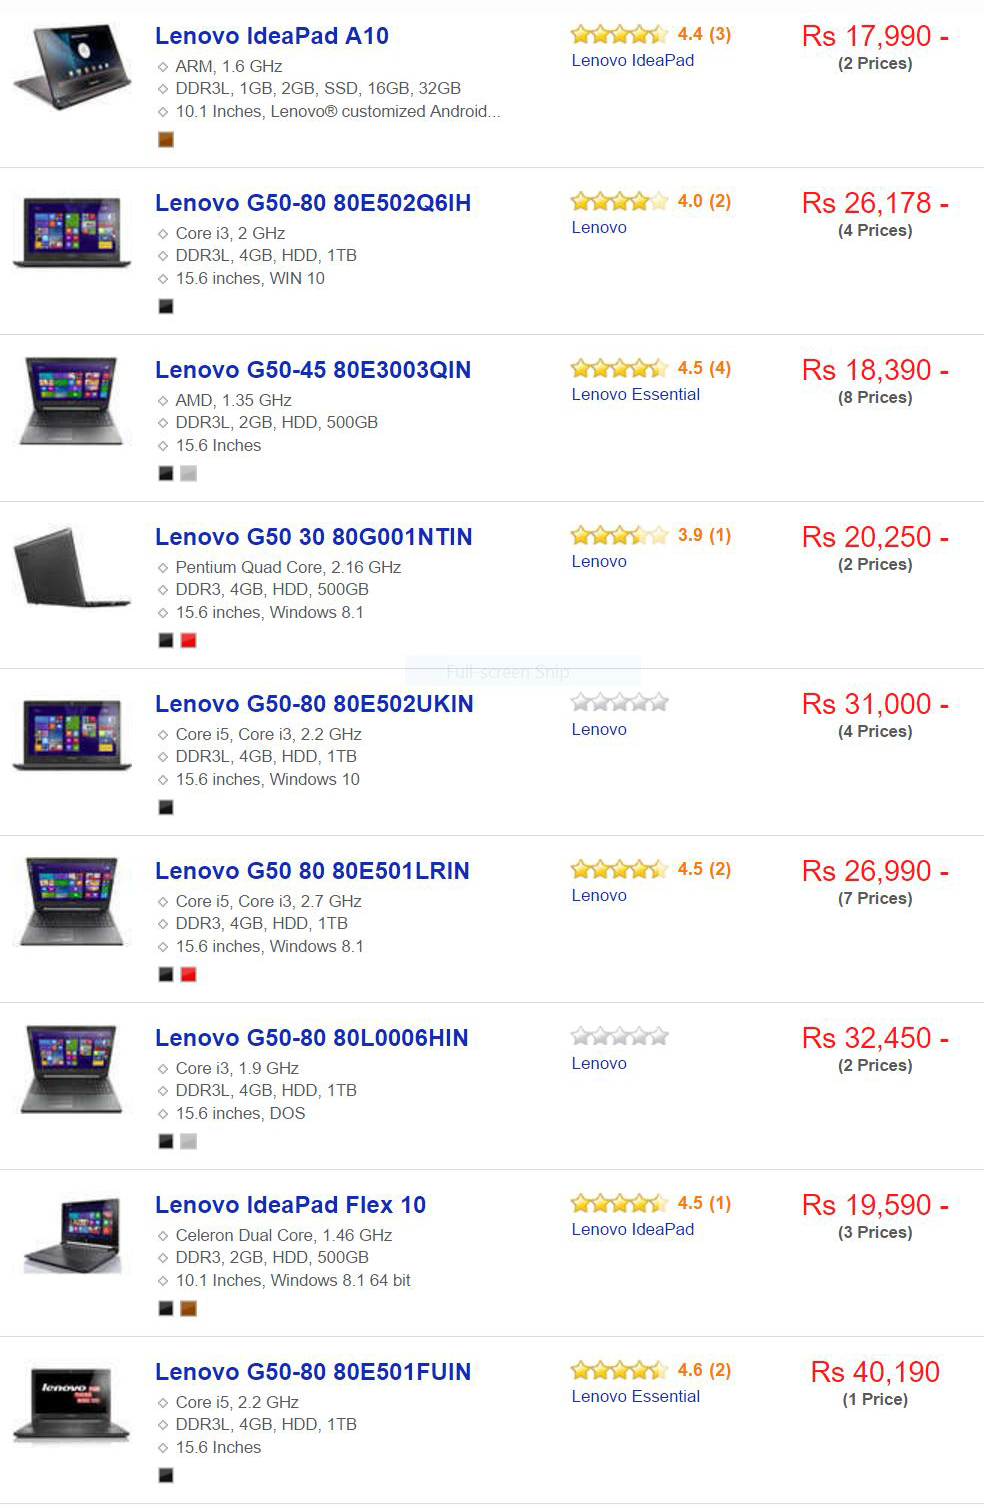 Lenovo IdeaPad A10
4.4 (3)
Rs 17,990 -
ARM, 1.6 GHz
Lenovo IdeaPad
(2 Prices)
DDR3L, 1GB, 2GB, SSD, 16GB, 32GB
10.1 Inches, Lenovo® customized Android...
Lenovo G50-80 80E502Q6IH
4.0 (2)
Rs 26,178 -
Core i3, 2 GHz
Lenovo
(4 Prices)
DDR3L, 4GB, HDD, 1TB
15.6 inches, WIN 10
Lenovo G50-45 80E3003QIN
4.5 (4)
Rs 18,390 -
AMD, 1.35 GHz
Lenovo Essential
(8 Prices)
DDR3L, 2GB, HDD, 500GB
15.6 Inches
Lenovo G50 30 80G001NTIN
3.9 (1)
Rs 20,250 -
Pentium Quad Core, 2.16 GHz
Lenovo
(2 Prices)
DDR3, 4GB, HDD, 500GB
15.6 inches, Windows 8.1
Full-screen Snip
Lenovo G50-80 80E502UKIN
Rs 31,000 -
Core i5, Core i3, 2.2 GHz
Lenovo
(4 Prices)
DDR3L, 4GB, HDD, 1TB
15.6 inches, Windows 10
Lenovo G50 80 80E501LRIN
4.5 (2)
Rs 26,990 -
Core i5, Core i3, 2.7 GHz
Lenovo
(7 Prices)
DDR3, 4GB, HDD, 1TB
15.6 inches, Windows 8.1
Lenovo G50-80 80L0006HIN
Rs 32,450 -
Core i3, 1.9 GHz
Lenovo
(2 Prices)
DDR3L, 4GB, HDD, 1TB
15.6 inches, DOS
Lenovo IdeaPad Flex 10
4.5 (1)
Rs 19,590 -
Celeron Dual Core, 1.46 GHz
Lenovo IdeaPad
(3 Prices)
DDR3, 2GB, HDD, 500GB
10.1 Inches, Windows 8.1 64 bit
Lenovo G50-80 80E501FUIN
4.6 (2)
Rs 40,190
lenovo
Core i5, 2.2 GHz
Lenovo Essential
(1 Price)
DDR3L, 4GB, HDD, 1TB
15.6 Inches